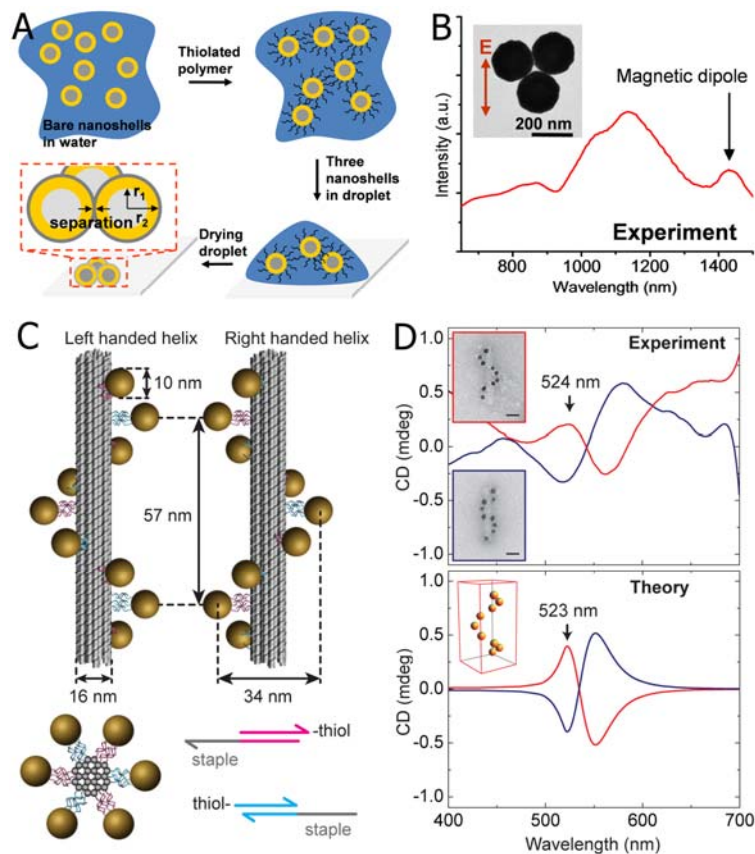 A
Bare nanoshells
in water
Thiolated
polymer
Three
nanoshells
in droplet
Drying
droplet
separation
r1
r2
B
E
200 nm
Magnetic dipole
Experiment
Intensity (a.u.)
800
1000
1200
1400
Wavelength (nm)
C
Left handed helix
Right handed helix
10 nm
57 nm
16 nm
34 nm
-thiol
staple
thiol-
staple
D
Experiment
524 nm
CD (mdeg)
1.0
0.5
0.0
-0.5
-1.0
Theory
523 nm
CD (mdeg)
1.0
0.5
0.0
-0.5
-1.0
400
500
600
700
Wavelength (nm)